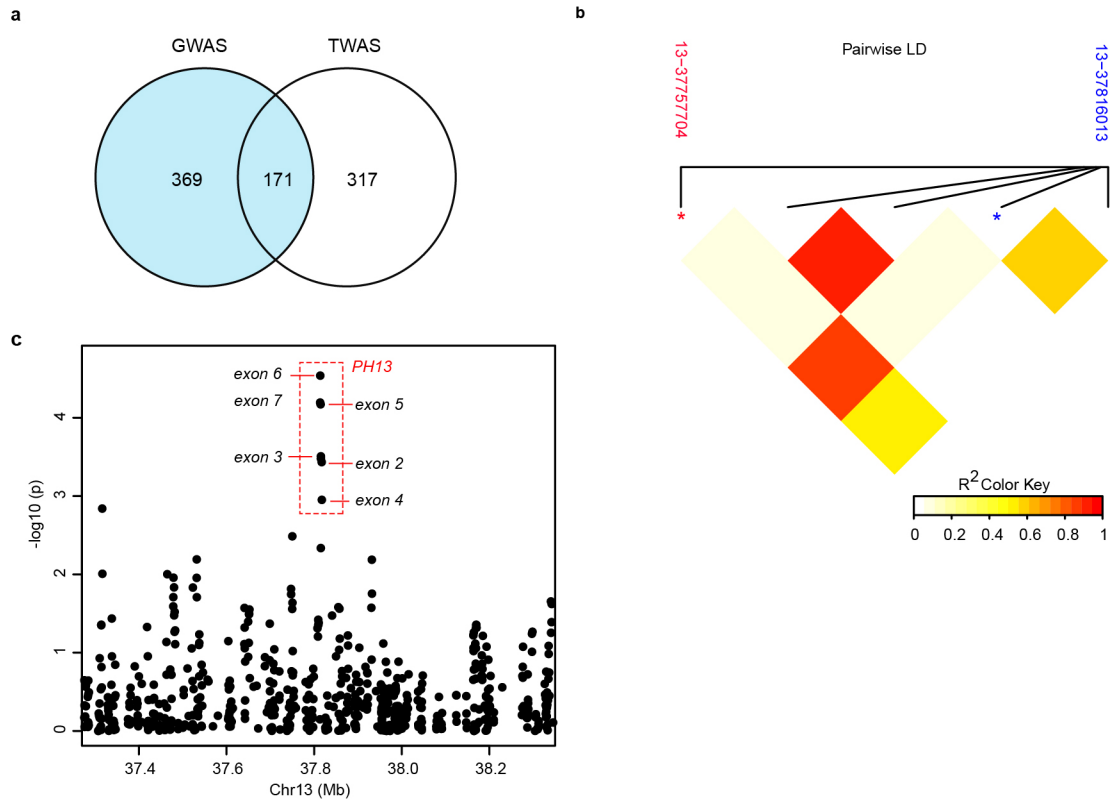 a
GWAS TWAS
369 171 317
b
Pairwise LD
13−37757704
13−37816013
*
*
R2 Color Key
0 0.2 0.4 0.6 0.8 1
c
PH13
exon 6
exon 7
exon 5
exon 3
exon 2
exon 4
-log10 (p)
4
3
2
1
0
37.4 37.6 37.8 38.0 38.2
Chr13 (Mb)